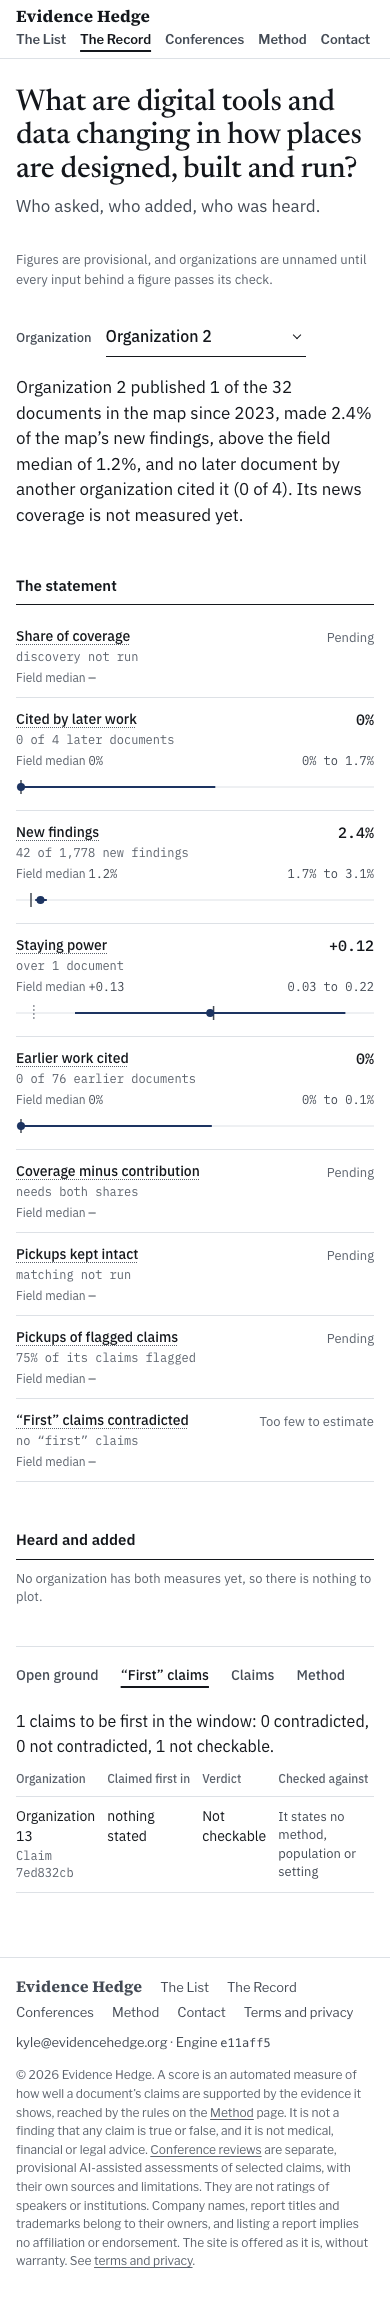 Evidence Hedge
The List The Record Conferences Method Contact
What are digital tools and
data changing in how places
are designed, built and run?
Who asked, who added, who was heard.
Figures are provisional, and organizations are unnamed until
every input behind a figure passes its check.
Organization Organization 2
Organization 2 published 1 of the 32
documents in the map since 2023, made 2.4%
of the map’s new findings, above the field
median of 1.2%, and no later document by
another organization cited it (0 of 4). Its news
coverage is not measured yet.
The statement
Share of coverage Pending
discovery not run
Field median —
Cited by later work 0%
0 of 4 later documents
Field median 0% 0% to 1.7%
New findings 2.4%
42 of 1,778 new findings
Field median 1.2% 1.7% to 3.1%
Staying power +0.12
over 1 document
Field median +0.13 0.03 to 0.22
Earlier work cited 0%
0 of 76 earlier documents
Field median 0% 0% to 0.1%
Coverage minus contribution Pending
needs both shares
Field median —
Pickups kept intact Pending
matching not run
Field median —
Pickups of flagged claims Pending
75% of its claims flagged
Field median —
“First” claims contradicted Too few to estimate
no “first” claims
Field median —
Heard and added
No organization has both measures yet, so there is nothing to
plot.
Open ground “First” claims Claims Method
1 claims to be first in the window: 0 contradicted,
0 not contradicted, 1 not checkable.
Organization Claimed first in Verdict Checked against
Organization nothing Not It states no
13 stated checkable method,
Claim population or
7ed832cb setting
Evidence Hedge The List The Record
Conferences Method Contact Terms and privacy
kyle@evidencehedge.org · Engine e11aff5
© 2026 Evidence Hedge. A score is an automated measure of
how well a document’s claims are supported by the evidence it
shows, reached by the rules on the Method page. It is not a
finding that any claim is true or false, and it is not medical,
financial or legal advice. Conference reviews are separate,
provisional AI-assisted assessments of selected claims, with
their own sources and limitations. They are not ratings of
speakers or institutions. Company names, report titles and
trademarks belong to their owners, and listing a report implies
no affiliation or endorsement. The site is offered as it is, without
warranty. See terms and privacy.